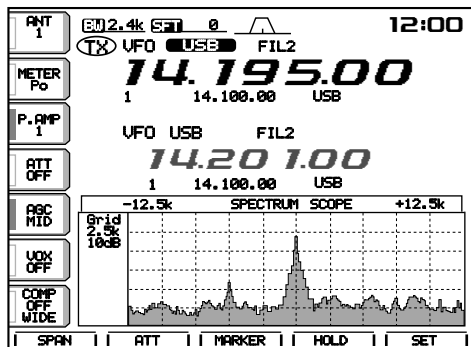 ANT
1
BW 2.4k SFT 0
12:00
TX VFO USB FIL2
METER
Po
14.195.00
1 14.100.00 USB
P.AMP
1
VFO USB FIL2
ATT
OFF
14.201.00
1 14.100.00 USB
AGC
MID
-12.5k SPECTRUM SCOPE +12.5k
Grid
2.5k
10dB
VOX
OFF
COMP
OFF
WIDE
SPAN ATT MARKER HOLD SET